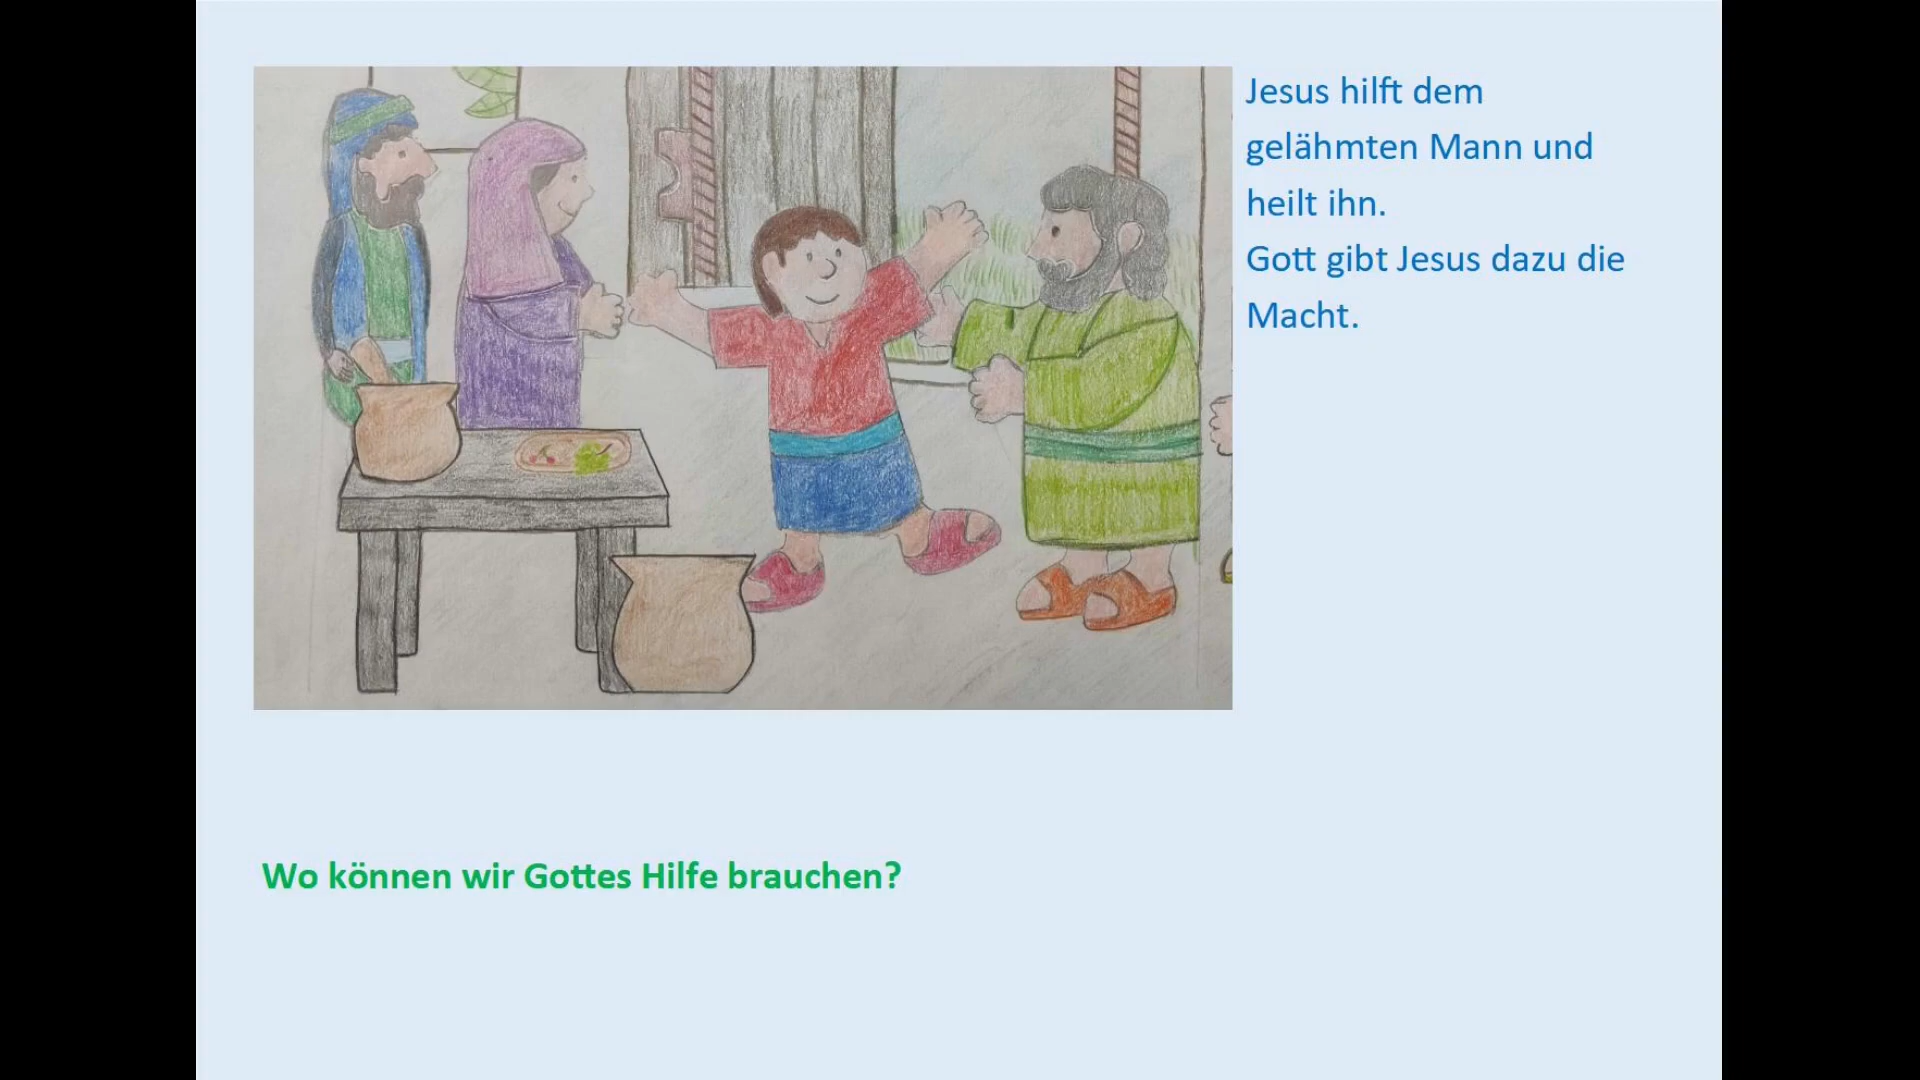 Jesus hilft dem
gelähmten Mann und
heilt ihn.
Gott gibt Jesus dazu die
Macht.
Wo können wir Gottes Hilfe brauchen?